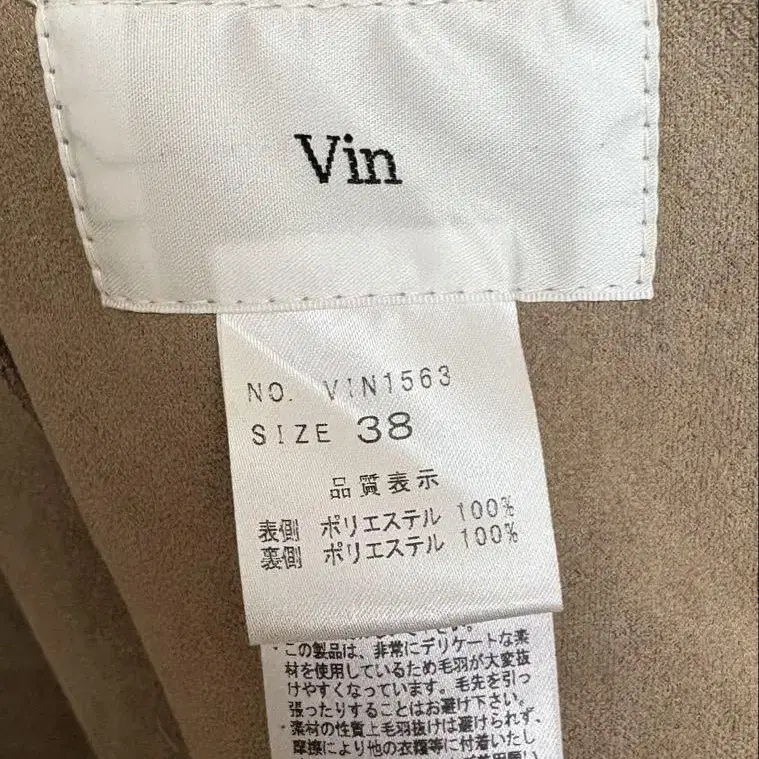 Vin
NO. VIN1563
SIZE 38
品質表示
表側 ポリエステル 100%
裏側 ポリエステル 100%
・この製品は、非常にデリケートな素
材を使用しているため毛羽が大変抜
けやすくなっています。毛先を引っ
張ったりすることはお避け下さい。
・素材の性質上毛羽抜けは避けられず、
摩擦により他の衣類等に付着いたし